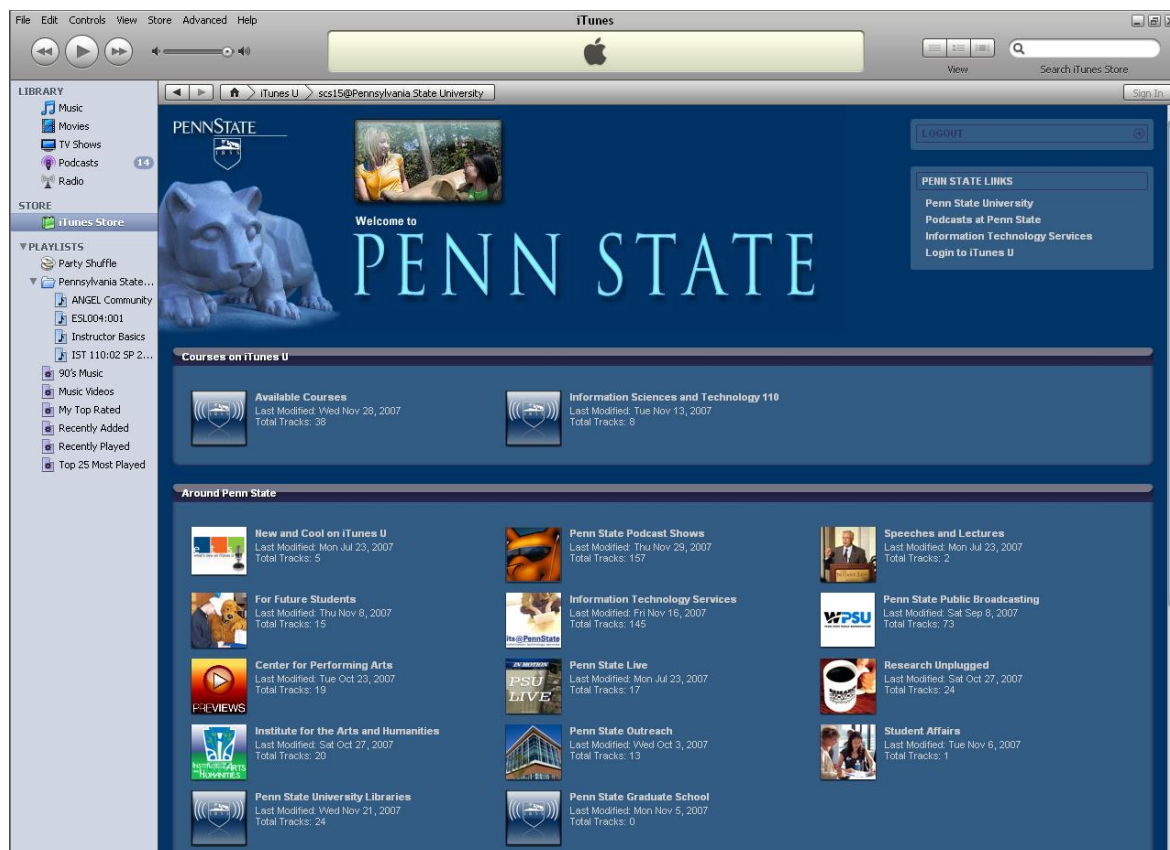 iTunes
File Edit Controls View Store Advanced Help
View
Search iTunes Store
LIBRARY
Music
Movies
TV Shows
Podcasts 14
Radio
STORE
iTunes Store
PLAYLISTS
Party Shuffle
Pennsylvania State...
ANGEL Community
ESL004:001
Instructor Basics
IST 110:02 SP 2...
90's Music
Music Videos
My Top Rated
Recently Added
Recently Played
Top 25 Most Played
iTunes U scs15@Pennsylvania State University
Sign In
PENNSTATE
1855
Welcome to
PENN STATE
LOGOUT
PENN STATE LINKS
Penn State University
Podcasts at Penn State
Information Technology Services
Login to iTunes U
Courses on iTunes U
Available Courses
Last Modified: Wed Nov 28, 2007
Total Tracks: 38
Information Sciences and Technology 110
Last Modified: Tue Nov 13, 2007
Total Tracks: 8
Around Penn State
New and Cool on iTunes U
Last Modified: Mon Jul 23, 2007
Total Tracks: 5
Penn State Podcast Shows
Last Modified: Thu Nov 29, 2007
Total Tracks: 157
Speeches and Lectures
Last Modified: Mon Jul 23, 2007
Total Tracks: 2
For Future Students
Last Modified: Thu Nov 8, 2007
Total Tracks: 15
its@PennState
Information Technology Services
Last Modified: Fri Nov 16, 2007
Total Tracks: 145
WPSU
Penn State Public Broadcasting
Last Modified: Sat Sep 8, 2007
Total Tracks: 73
PREVIEWS
Center for Performing Arts
Last Modified: Tue Oct 23, 2007
Total Tracks: 19
IN MOTION
PSU
LIVE
Penn State Live
Last Modified: Mon Jul 23, 2007
Total Tracks: 17
Research Unplugged
Last Modified: Sat Oct 27, 2007
Total Tracks: 24
Institute for the Arts and Humanities
Last Modified: Sat Oct 27, 2007
Total Tracks: 20
Penn State Outreach
Last Modified: Wed Oct 3, 2007
Total Tracks: 13
Student Affairs
Last Modified: Tue Nov 6, 2007
Total Tracks: 1
Penn State University Libraries
Last Modified: Wed Nov 21, 2007
Total Tracks: 24
Penn State Graduate School
Last Modified: Mon Nov 5, 2007
Total Tracks: 0